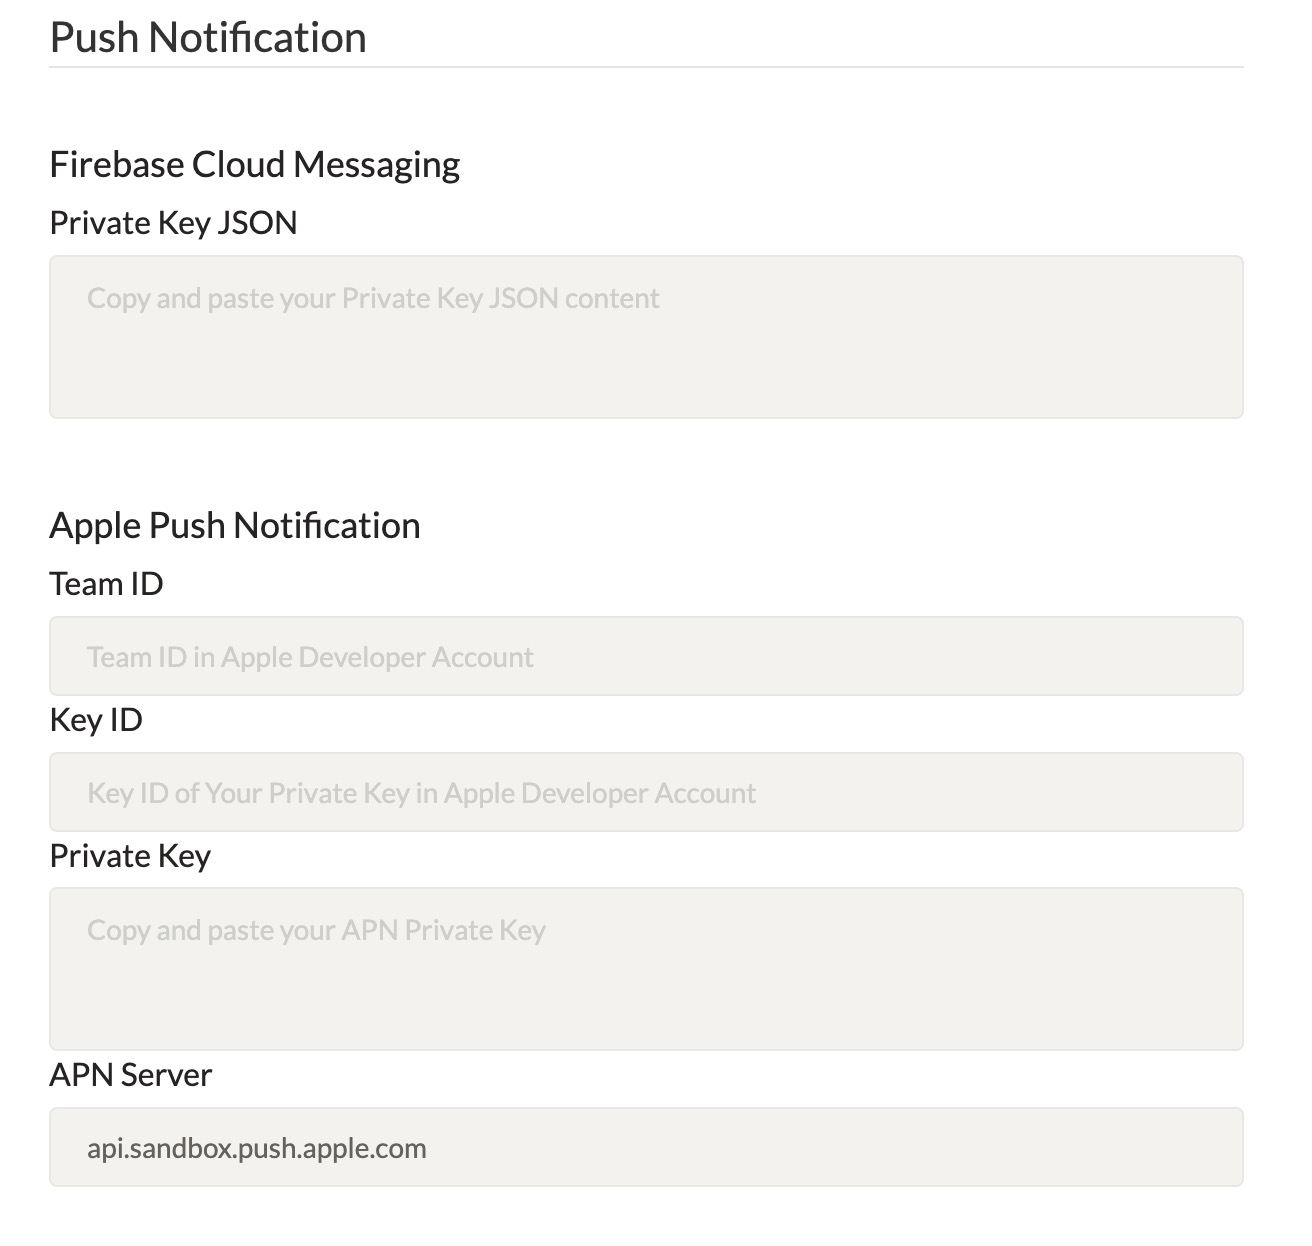 Push Notification
Firebase Cloud Messaging
Private Key JSON
Copy and paste your Private Key JSON content
Apple Push Notification
Team ID
Team ID in Apple Developer Account
Key ID
Key ID of Your Private Key in Apple Developer Account
Private Key
Copy and paste your APN Private Key
APN Server
api.sandbox.push.apple.com